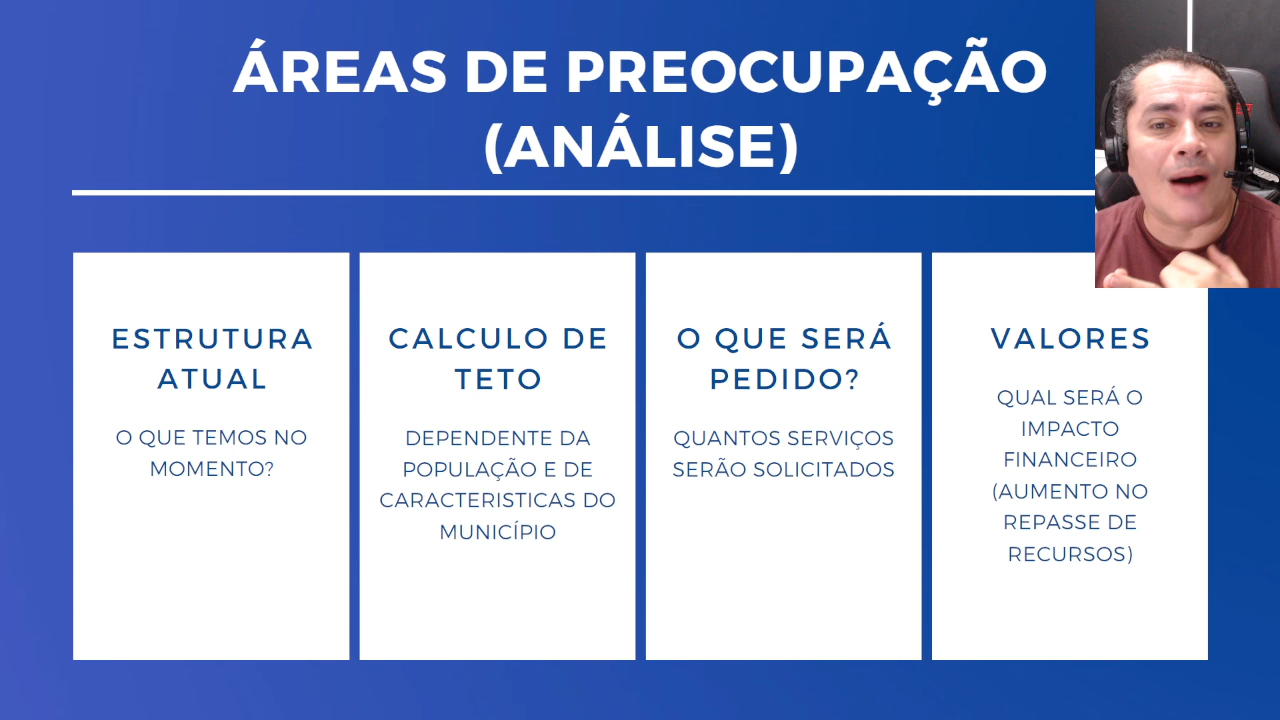 ÁREAS DE PREOCUPAÇÃO
(ANÁLISE)
ESTRUTURA
ATUAL
O QUE TEMOS NO
MOMENTO?
CALCULO DE
TETO
DEPENDENTE DA
POPULAÇÃO E DE
CARACTERISTICAS DO
MUNICÍPIO
O QUE SERÁ
PEDIDO?
QUANTOS SERVIÇOS
SERÃO SOLICITADOS
VALORES
QUAL SERÁ O
IMPACTO
FINANCEIRO
(AUMENTO NO
REPASSE DE
RECURSOS)